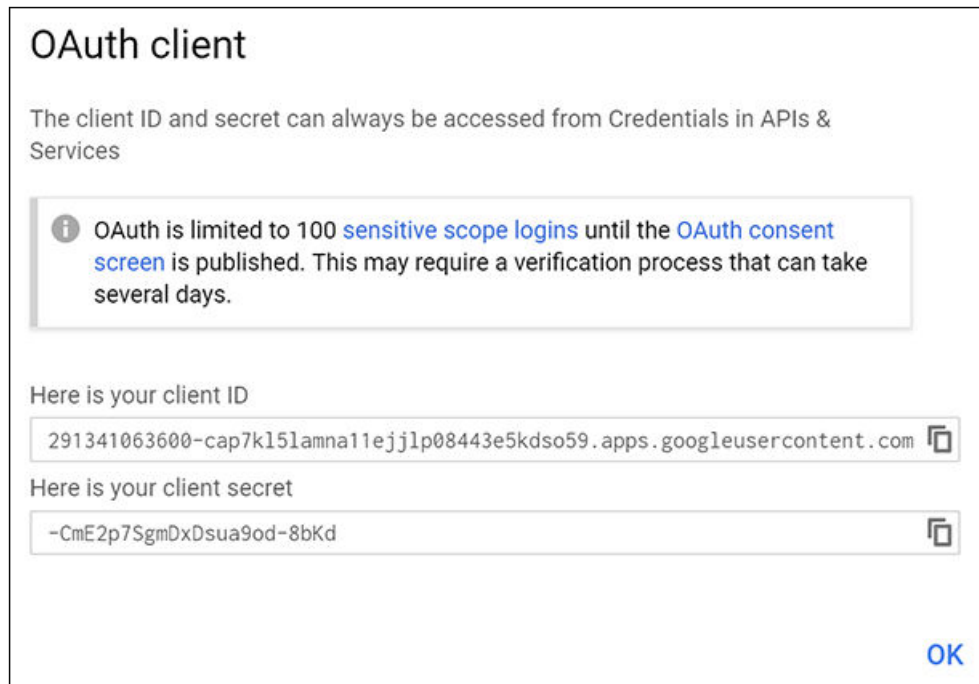 OAuth client
The client ID and secret can always be accessed from Credentials in APIs &
Services
OAuth is limited to 100 sensitive scope logins until the OAuth consent
screen is published. This may require a verification process that can take
several days.
Here is your client ID
291341063600-cap7kl5lamna11ejjlp08443e5kdso59.apps.googleusercontent.com
Here is your client secret
-CmE2p7SgmDxDsua9od-8bKd
OK